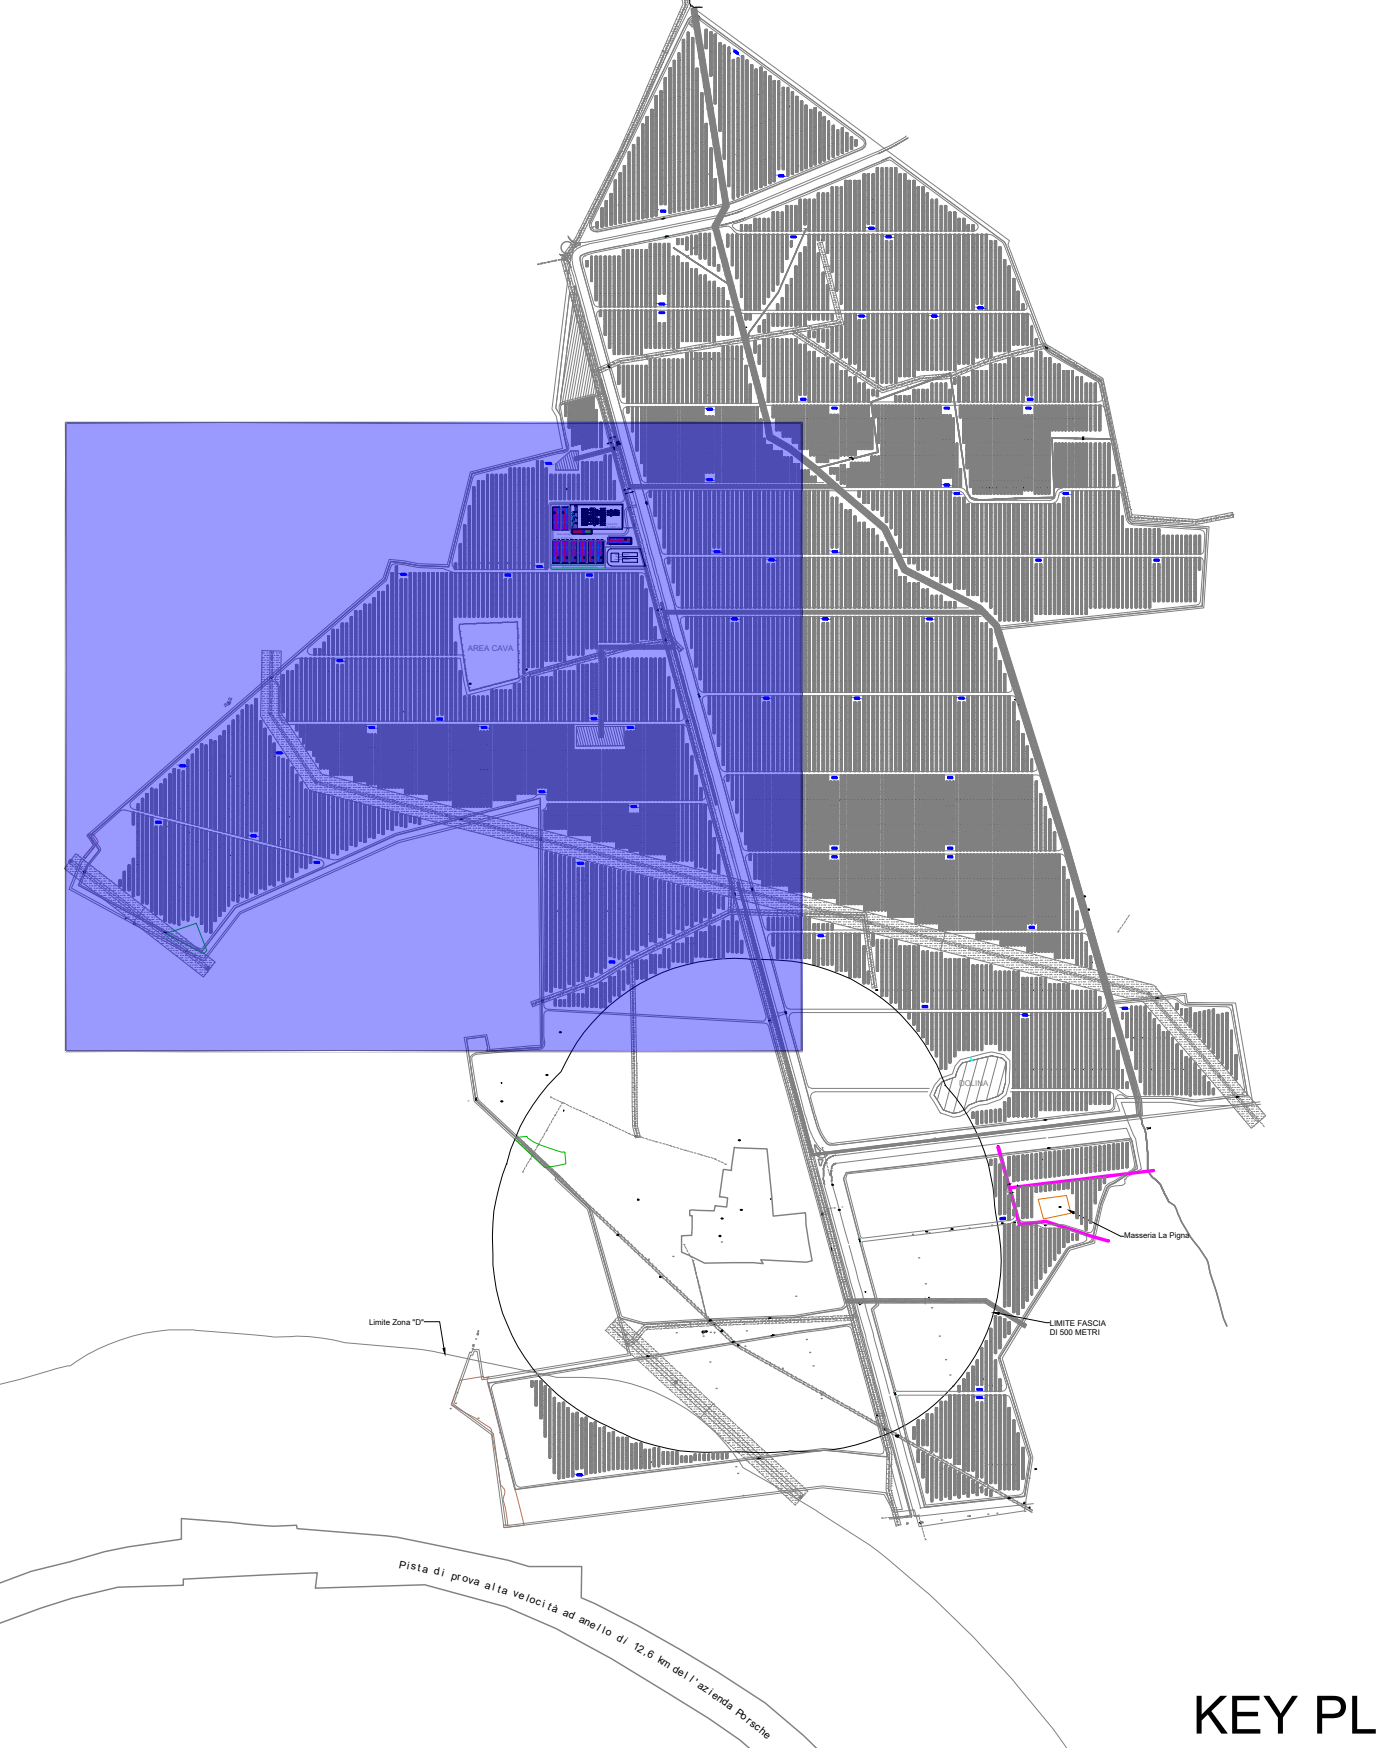 AREA CAVA
DOLINA
Masseria La Pigna
Limite Zona "D"
LIMITE FASCIA
DI 500 METRI
Pista di prova alta velocità ad anello di 12,6 km dell'azienda Porsche
KEY PL